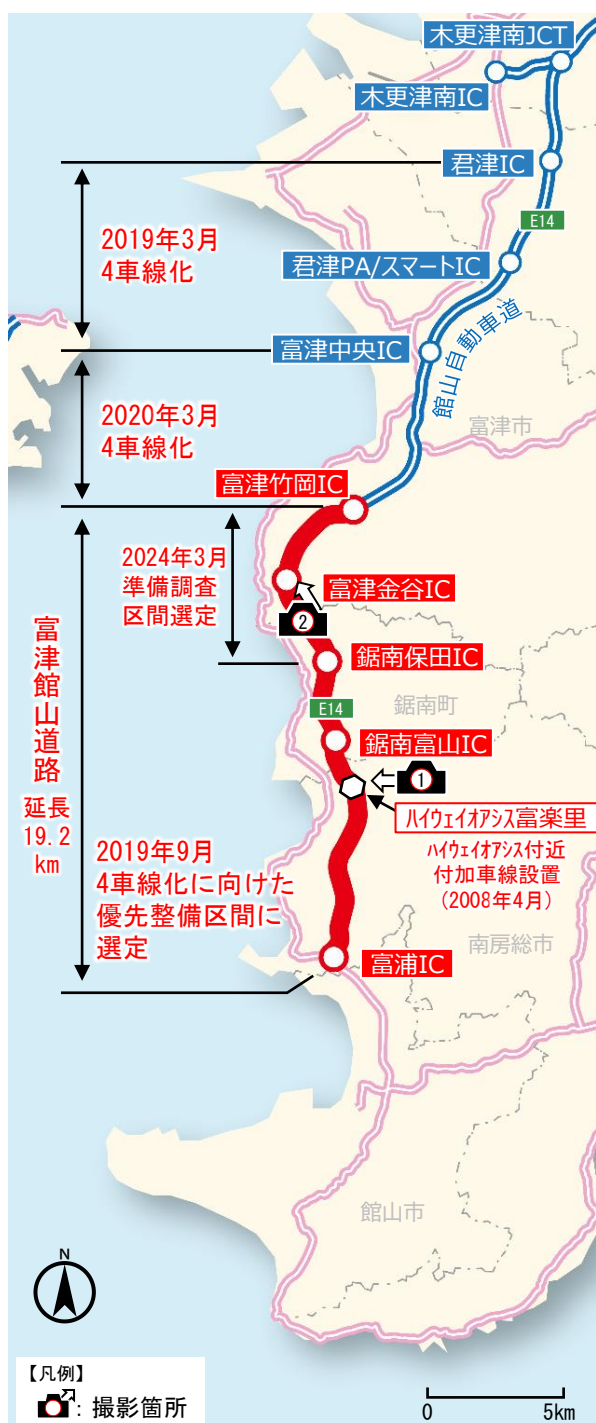 木更津南JCT
木更津南IC
君津IC
E14
2019年3月
4車線化
君津PA/スマートIC
富津中央IC
館山自動車道
2020年3月
4車線化
富津市
富津竹岡IC
2024年3月
準備調査
区間選定
富津金谷IC
2
鋸南保田IC
富津館山道路
延長
19.2
km
E14
鋸南町
鋸南富山IC
1
ハイウェイオアシス富楽里
ハイウェイオアシス付近
付加車線設置
(2008年4月)
2019年9月
4車線化に向けた
優先整備区間に
選定
南房総市
富浦IC
館山市
N
【凡例】
: 撮影箇所
0 5km